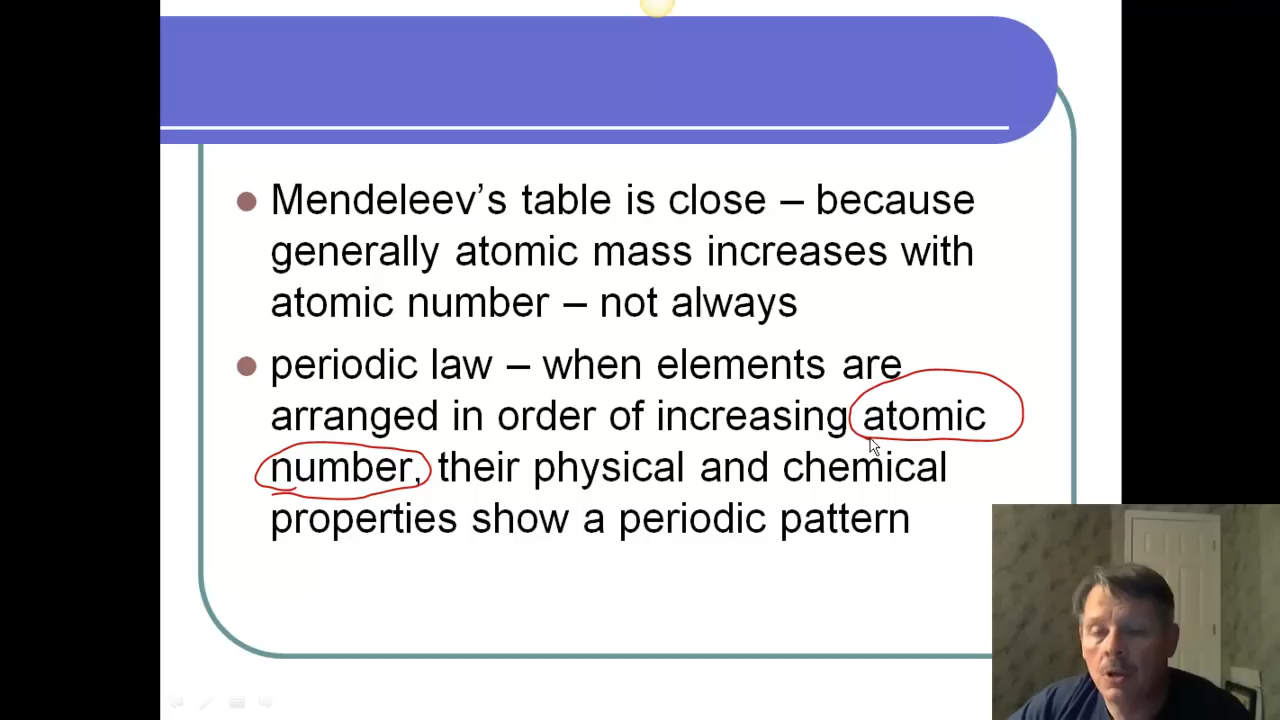 Mendeleev’s table is close – because
generally atomic mass increases with
atomic number – not always
periodic law – when elements are
arranged in order of increasing atomic
number, their physical and chemical
properties show a periodic pattern